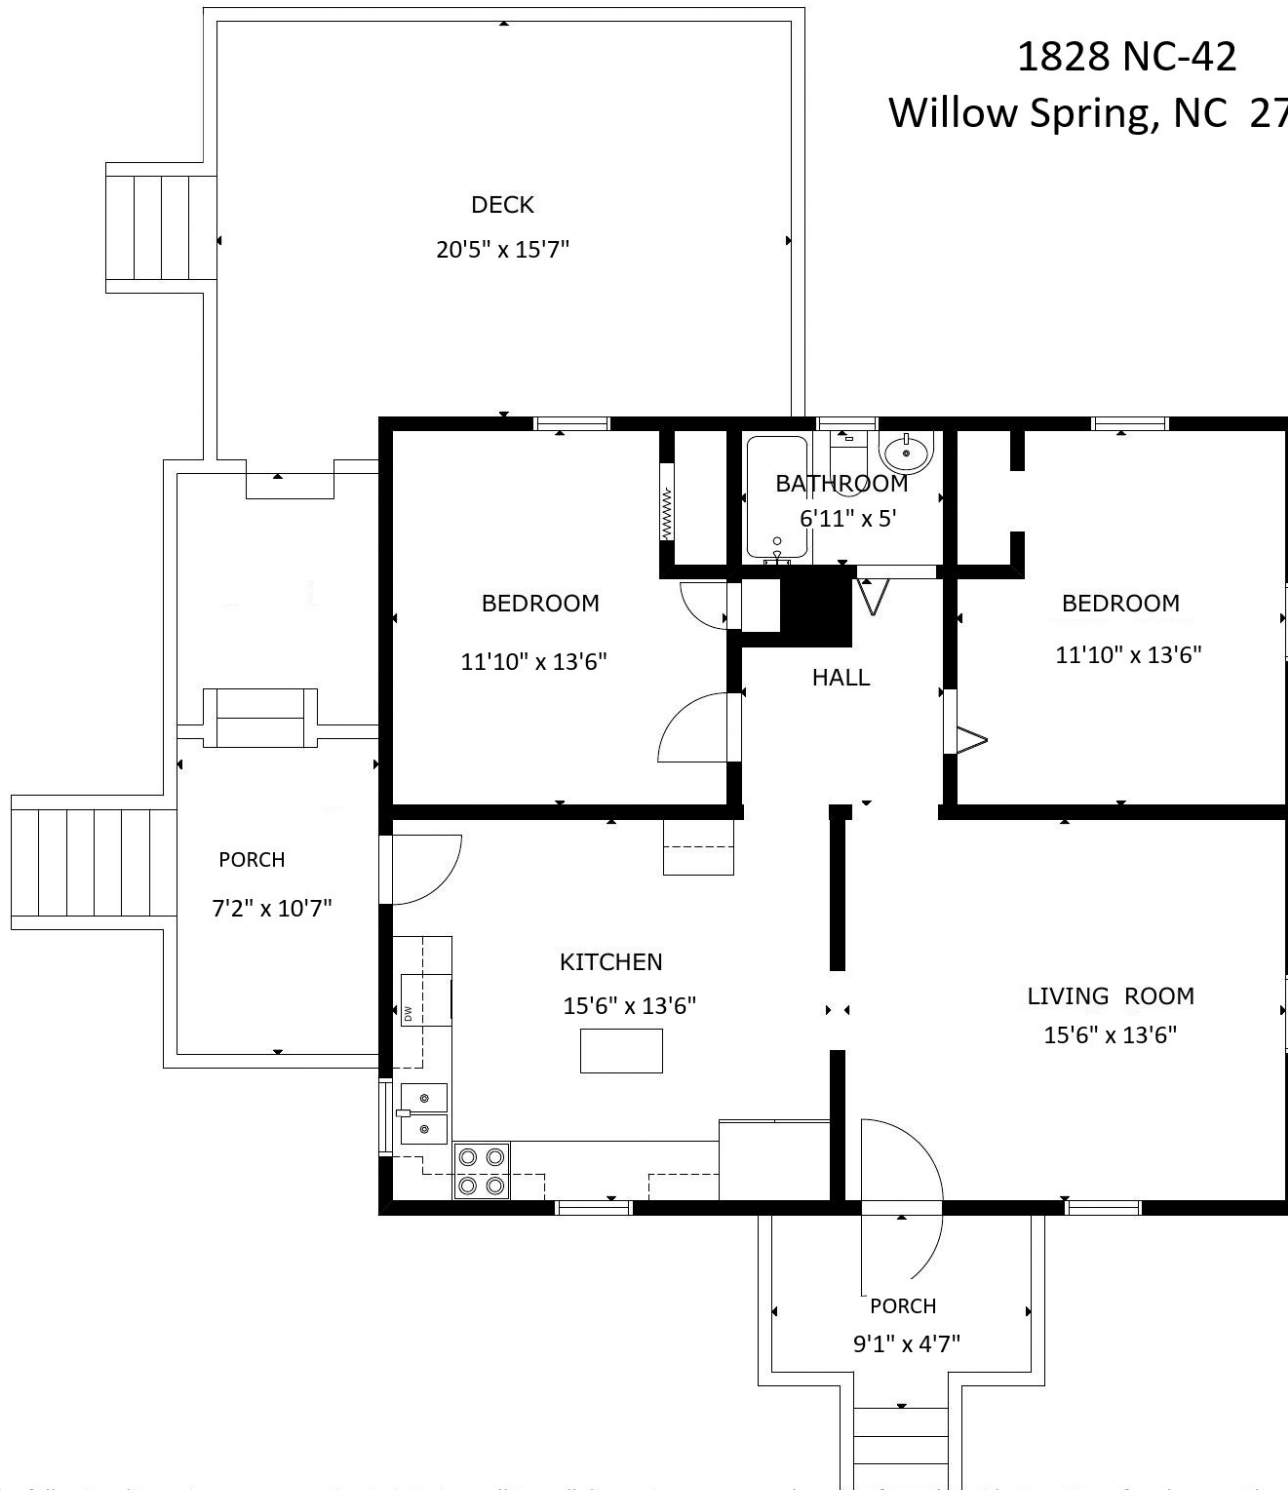 1828 NC-42
Willow Spring, NC 27
DECK
20'5" x 15'7"
BATHROOM
6'11" x 5'
BEDROOM
11'10" x 13'6"
BEDROOM
11'10" x 13'6"
HALL
PORCH
7'2" x 10'7"
KITCHEN
15'6" x 13'6"
DW
LIVING ROOM
15'6" x 13'6"
PORCH
9'1" x 4'7"